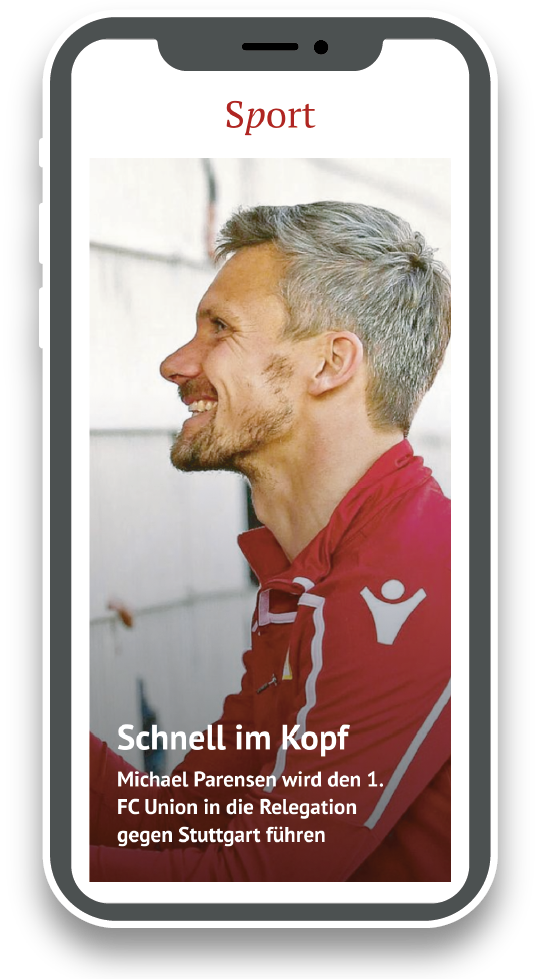 Sport
Schnell im Kopf
Michael Parensen wird den 1.
FC Union in die Relegation
gegen Stuttgart führen